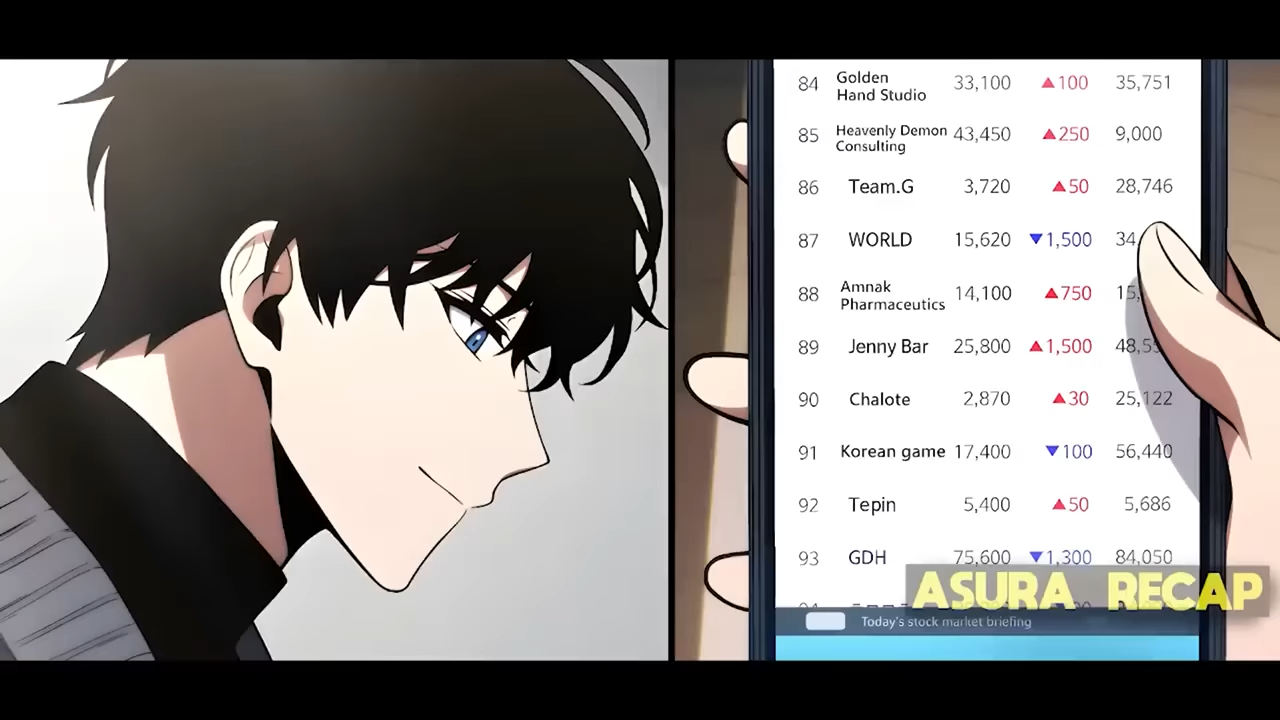 84 Golden Hand Studio 33,100 ▲100 35,751
85 Heavenly Demon Consulting 43,450 ▲250 9,000
86 Team.G 3,720 ▲50 28,746
87 WORLD 15,620 ▼1,500 34
88 Amnak Pharmaceutics 14,100 ▲750 15,
89 Jenny Bar 25,800 ▲1,500 48,5
90 Chalote 2,870 ▲30 25,122
91 Korean game 17,400 ▼100 56,440
92 Tepin 5,400 ▲50 5,686
93 GDH 75,600 ▼1,300 84,050
ASURA RECAP
Today's stock market briefing